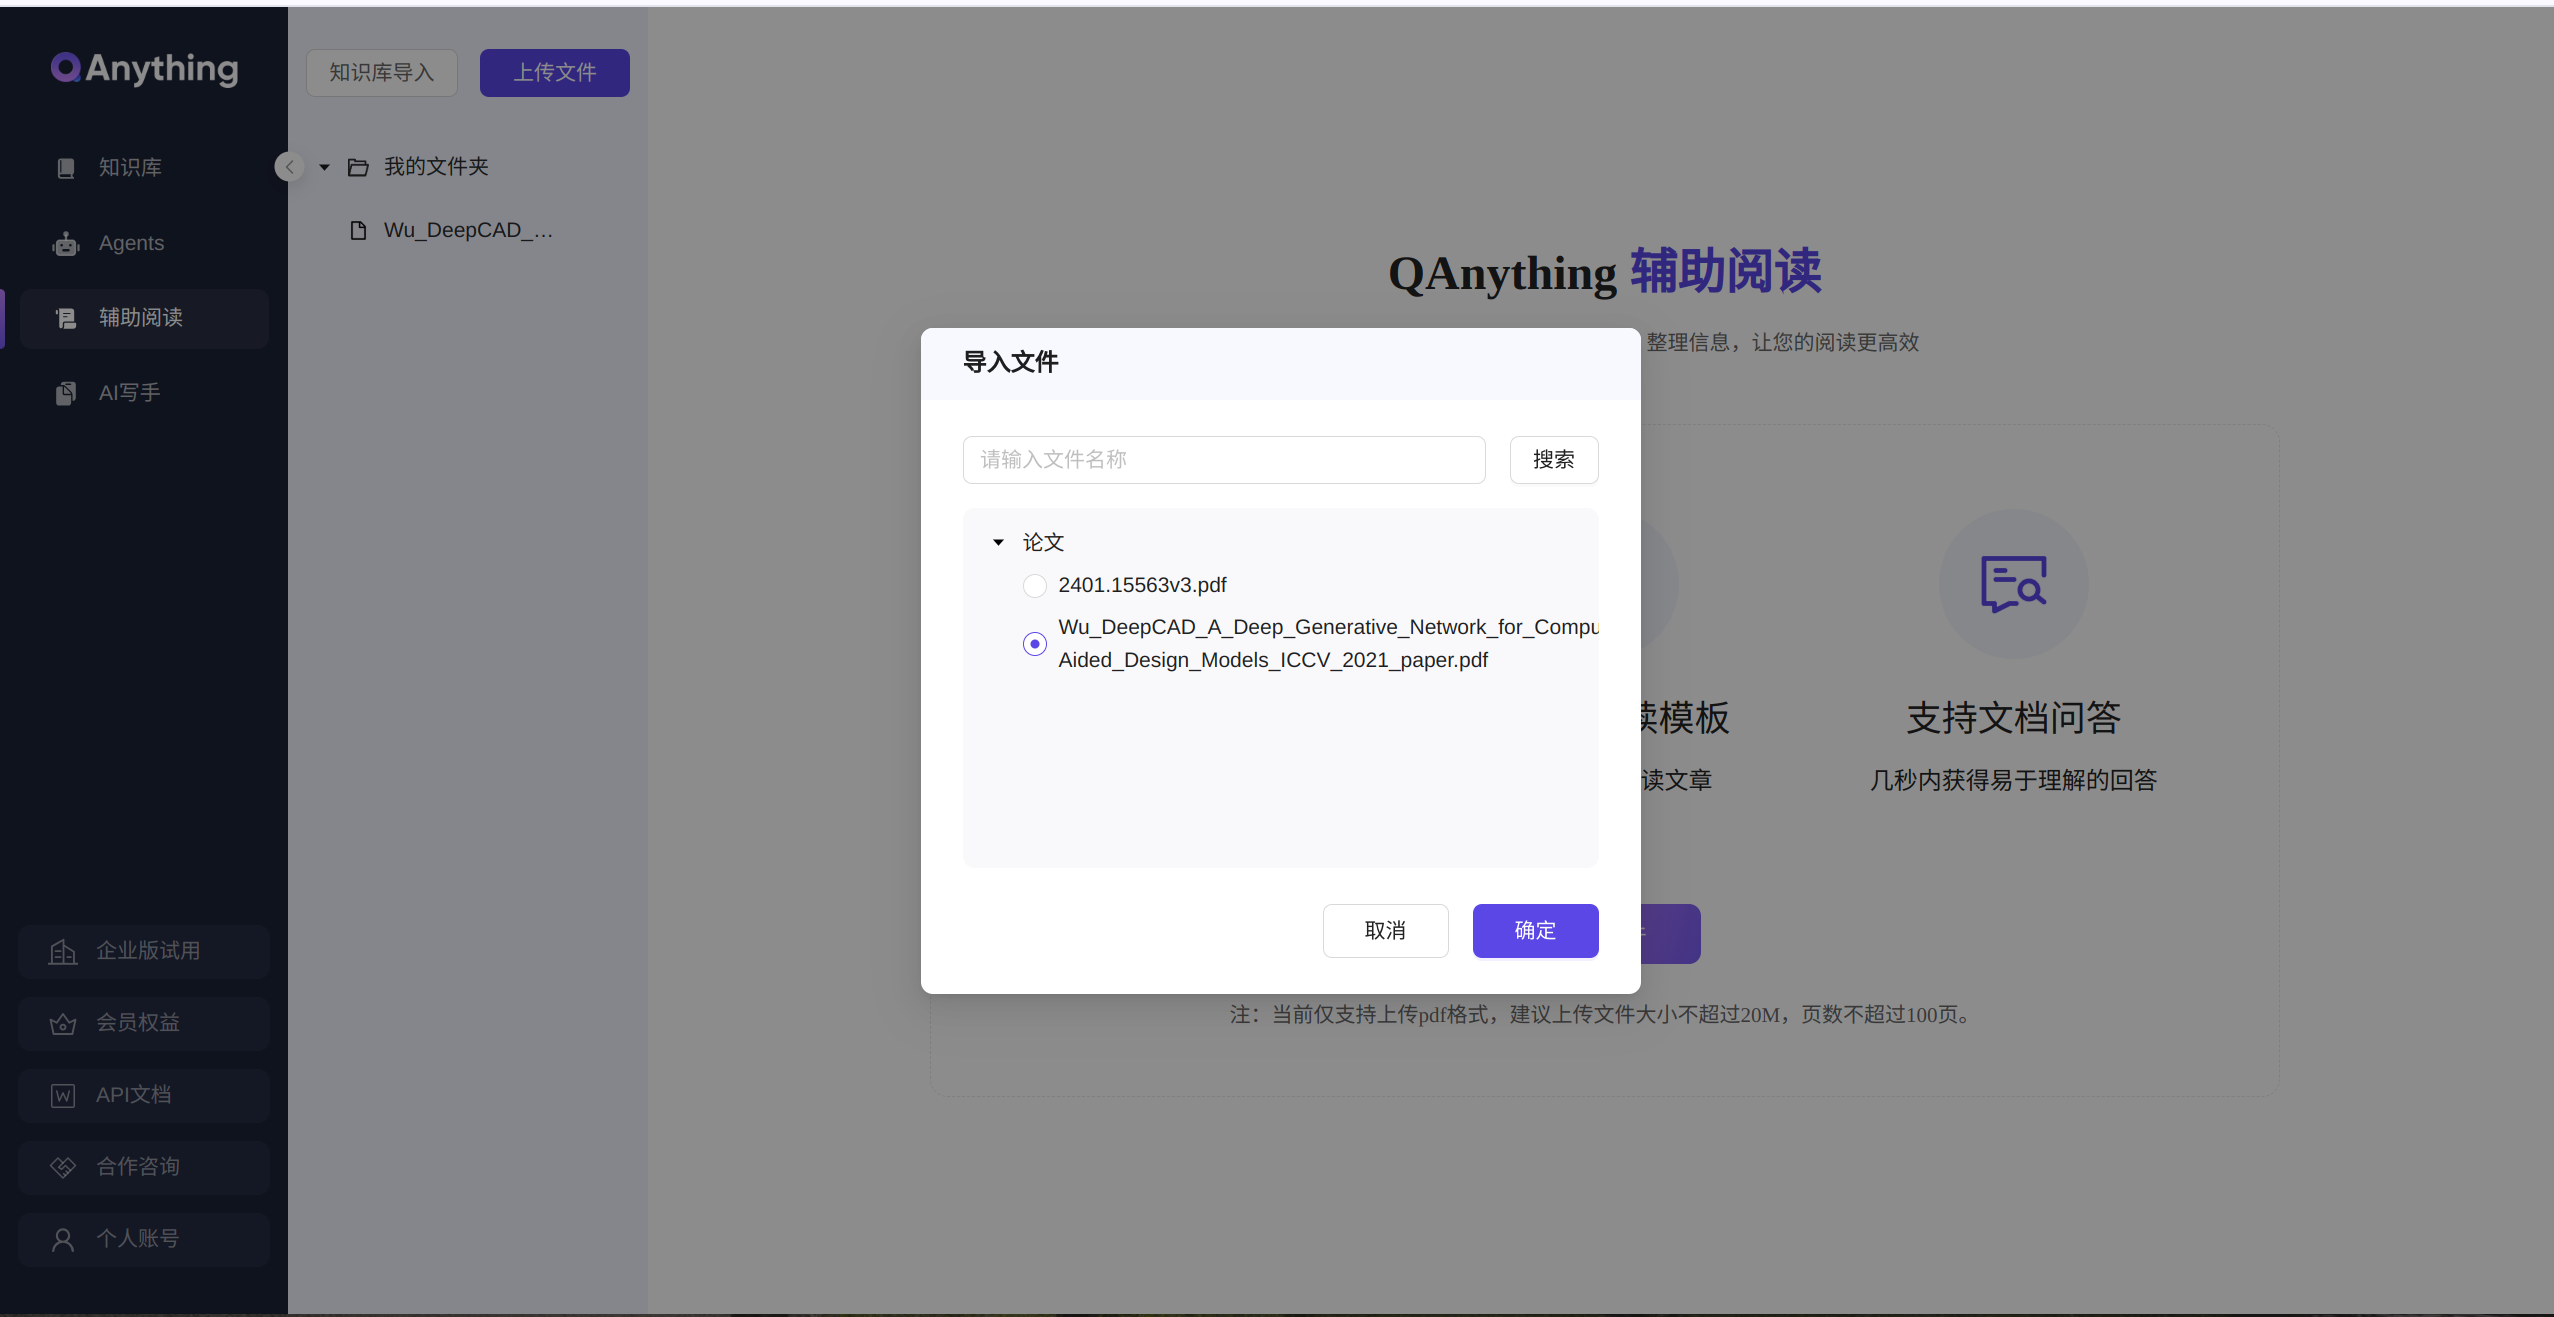 QAnything
知识库
Agents
辅助阅读
AI写手
企业版试用
会员权益
API文档
合作咨询
个人账号
知识库导入
上传文件
我的文件夹
Wu_DeepCAD_...
QAnything 辅助阅读
整理信息，让您的阅读更高效
导入文件
请输入文件名称
搜索
论文
2401.15563v3.pdf
Wu_DeepCAD_A_Deep_Generative_Network_for_Compu
Aided_Design_Models_ICCV_2021_paper.pdf
取消
确定
读模板
读文章
支持文档问答
几秒内获得易于理解的回答
注：当前仅支持上传pdf格式，建议上传文件大小不超过20M，页数不超过100页。